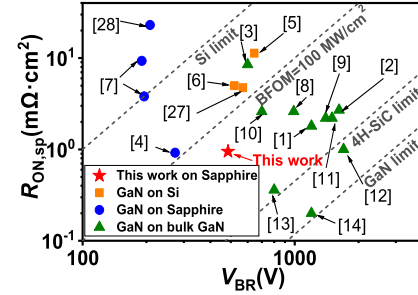 [28]
[3]
[5]
Si limit
BFOM=100 MW/cm²
[7]
[6]
[27]
[8]
[9]
[2]
[10]
[1]
[11]
[4]
This work
4H-SiC limit
GaN limit
[12]
[13]
[14]
This work on Sapphire
GaN on Si
GaN on Sapphire
GaN on bulk GaN
10¹
10⁰
10⁻¹
100
1000
R_ON,sp(mΩ·cm²)
V_BR(V)